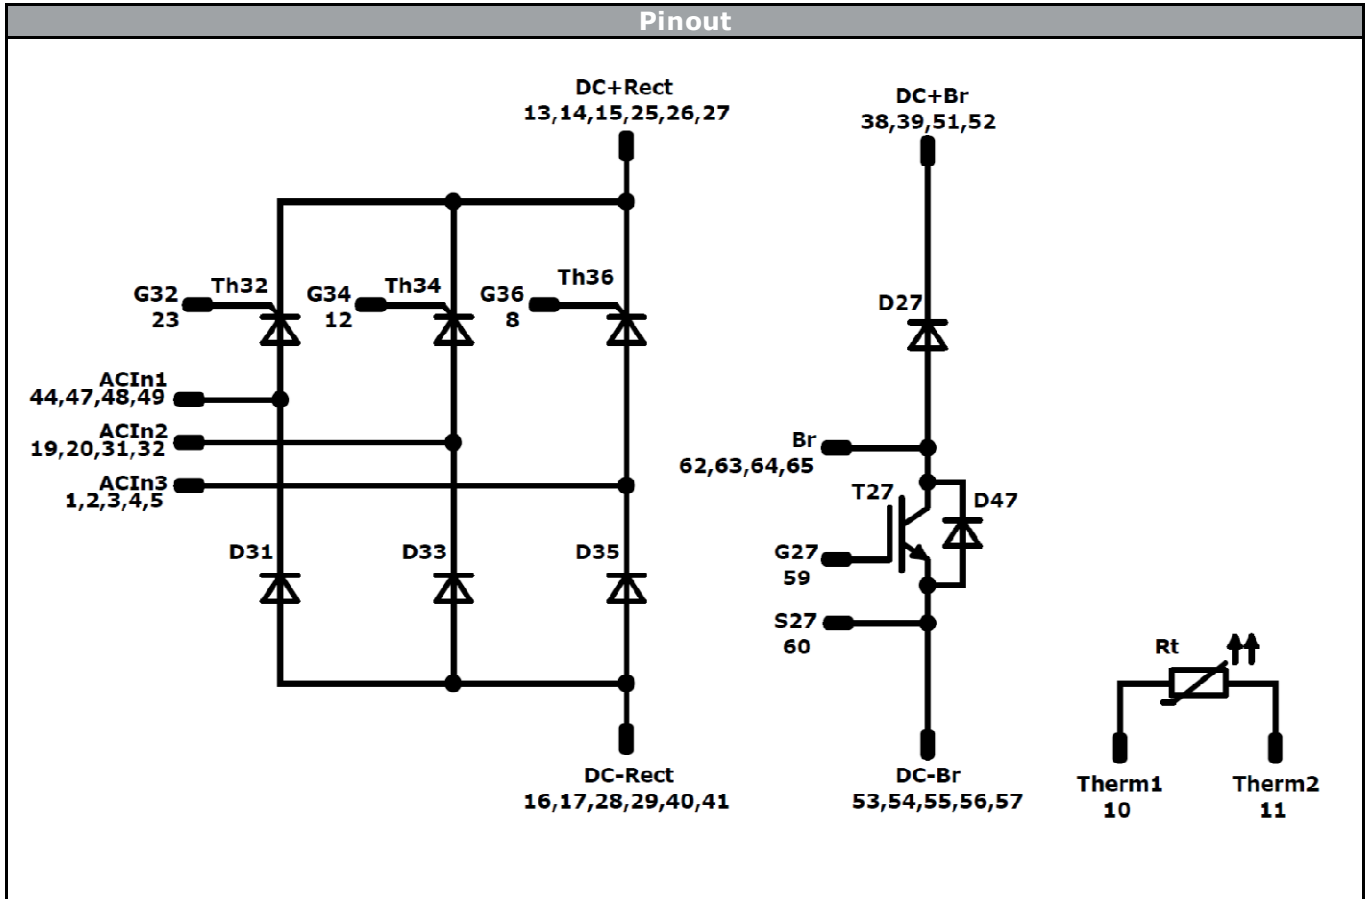 Pinout
DC+Rect
13,14,15,25,26,27
DC+Br
38,39,51,52
Th32
G32
23
Th34
G34
12
Th36
G36
8
D27
ACIn1
44,47,48,49
ACIn2
19,20,31,32
ACIn3
1,2,3,4,5
Br
62,63,64,65
T27
D47
D31
D33
D35
G27
59
S27
60
Rt
DC-Rect
16,17,28,29,40,41
DC-Br
53,54,55,56,57
Therm1
10
Therm2
11